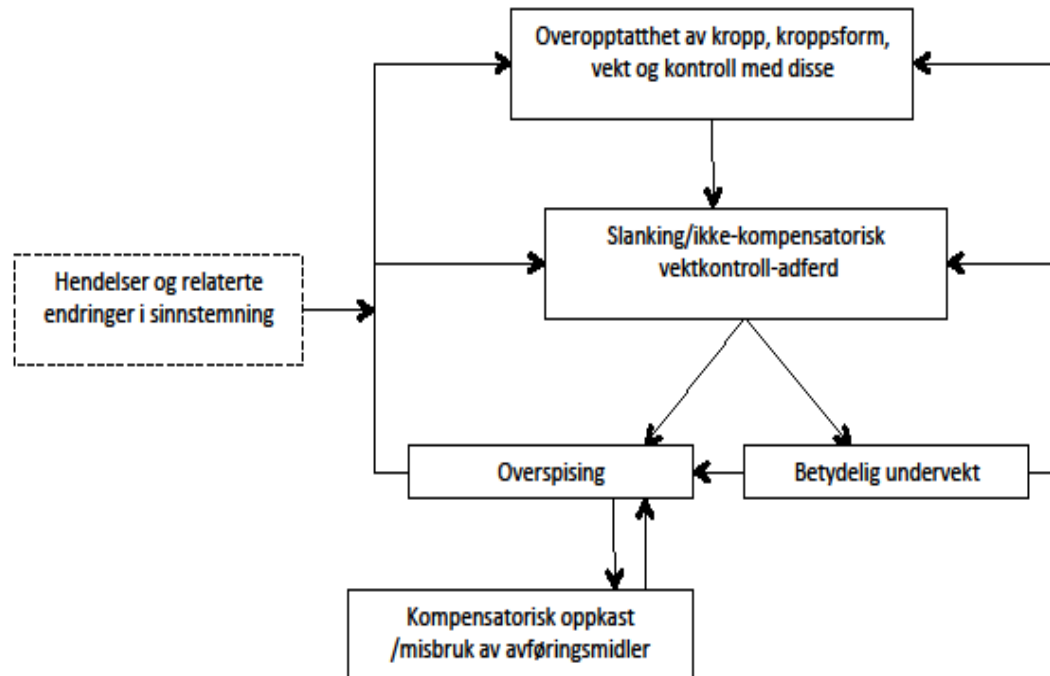 Overopptatthet av kropp, kroppsform,
vekt og kontroll med disse
Slanking/ikke-kompensatorisk
vektkontroll-adferd
Hendelser og relaterte
endringer i sinnstemning
Overspising
Betydelig undervekt
Kompensatorisk oppkast
/misbruk av avføringsmidler